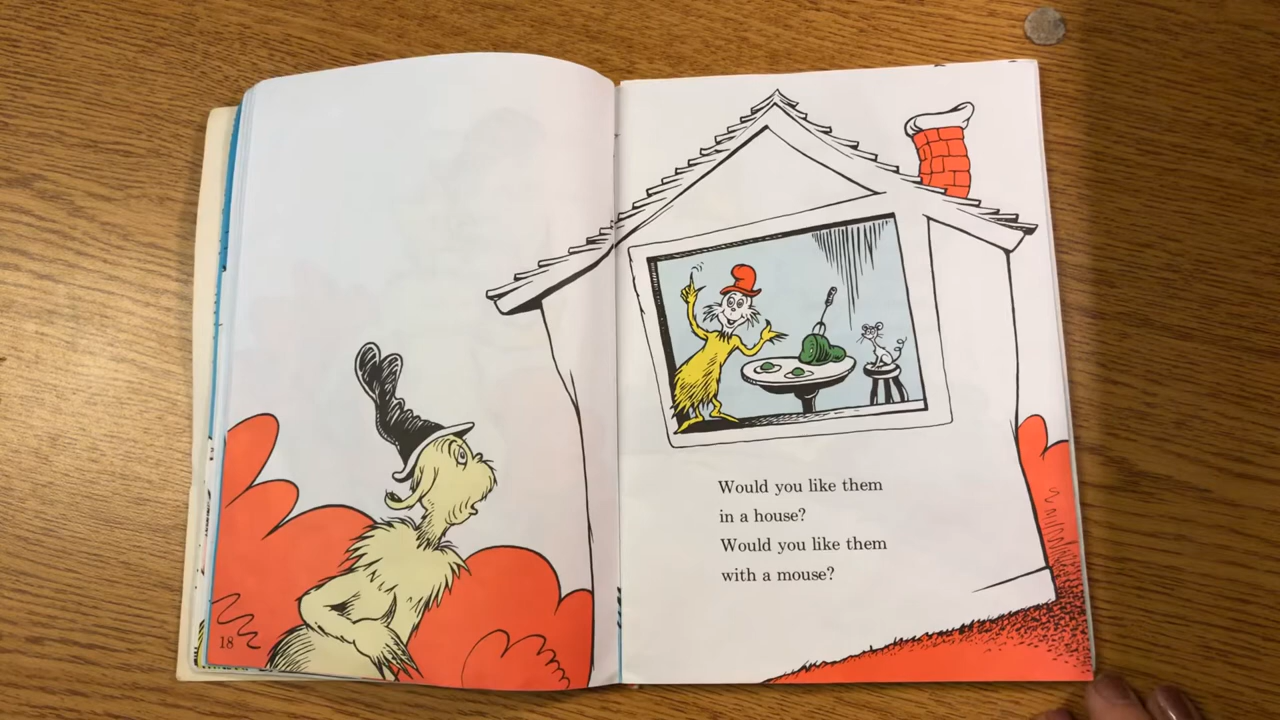 18
Would you like them
in a house?
Would you like them
with a mouse?